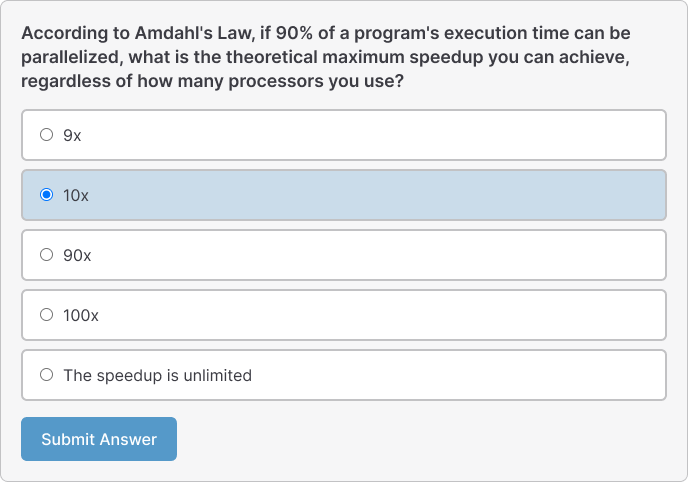 According to Amdahl's Law, if 90% of a program's execution time can be
parallelized, what is the theoretical maximum speedup you can achieve,
regardless of how many processors you use?
9x
10x
90x
100x
The speedup is unlimited
Submit Answer